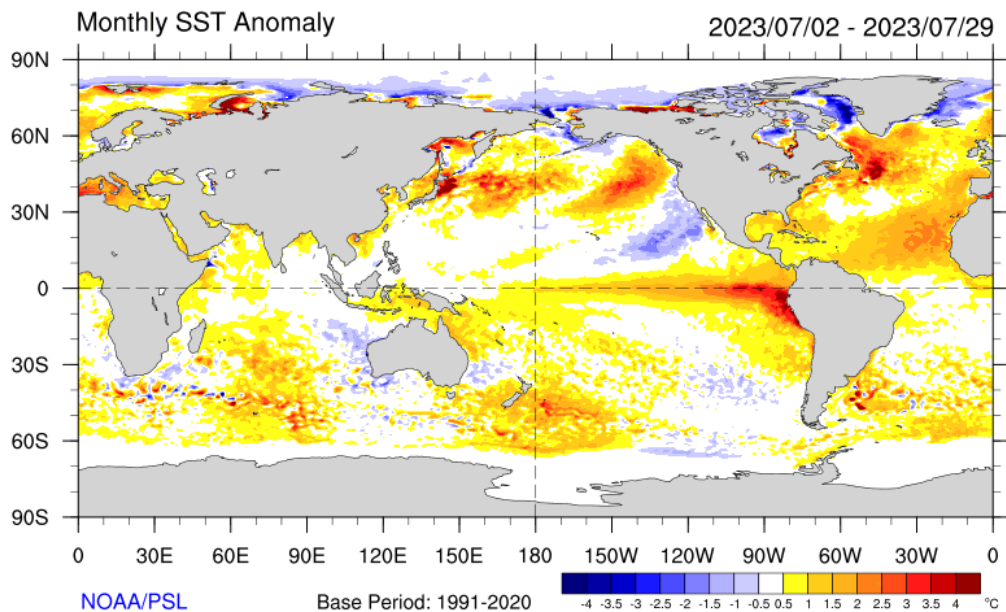 Monthly SST Anomaly 2023/07/02 - 2023/07/29
90N
60N
30N
0
30S
60S
90S
0 30E 60E 90E 120E 150E 180 150W 120W 90W 60W 30W 0
NOAA/PSL Base Period: 1991-2020
-4 -3 -2.5 -2 -1.5 -1 -0.5 0.5 1 1.5 2 2.5 3 3.5 4 °C